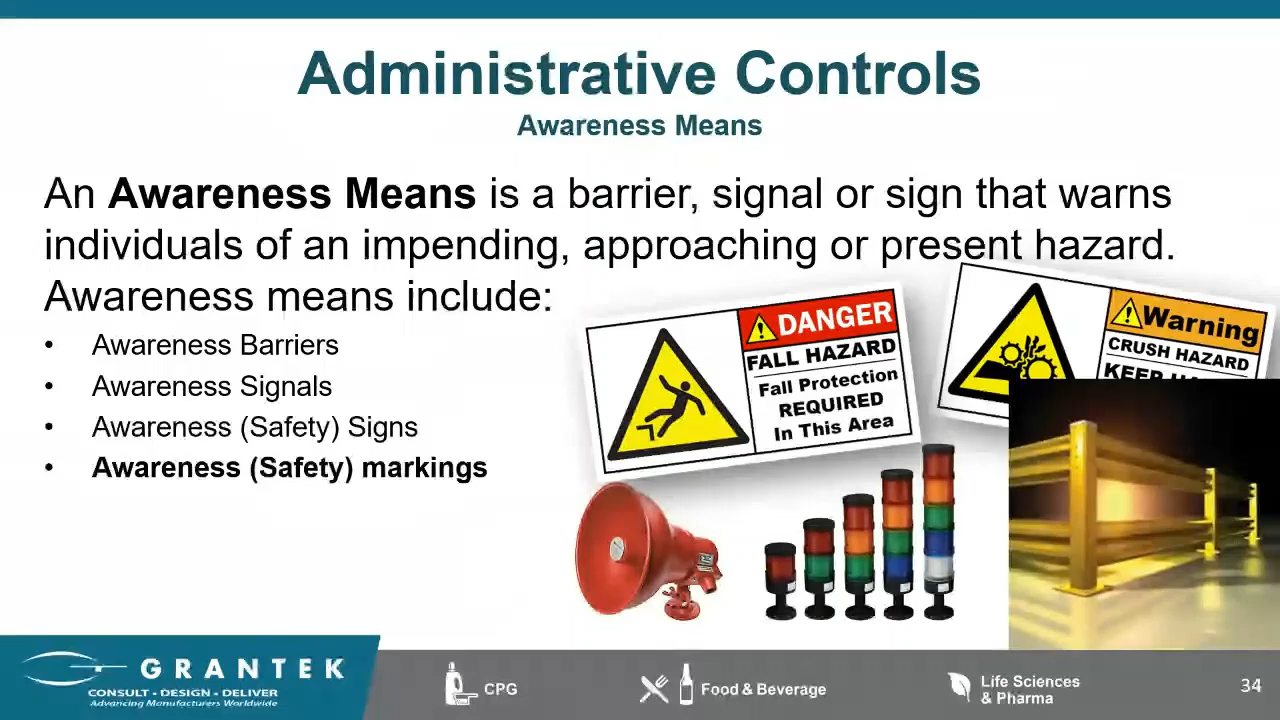 Administrative Controls
Awareness Means
An Awareness Means is a barrier, signal or sign that warns
individuals of an impending, approaching or present hazard.
Awareness means include:
• Awareness Barriers
• Awareness Signals
• Awareness (Safety) Signs
• Awareness (Safety) markings
DANGER
FALL HAZARD
Fall Protection
REQUIRED
In This Area
Warning
CRUSH HAZARD
KEEP
GRANTEK
CONSULT • DESIGN • DELIVER
Advancing Manufacturers Worldwide
CPG
Food & Beverage
Life Sciences
& Pharma
34